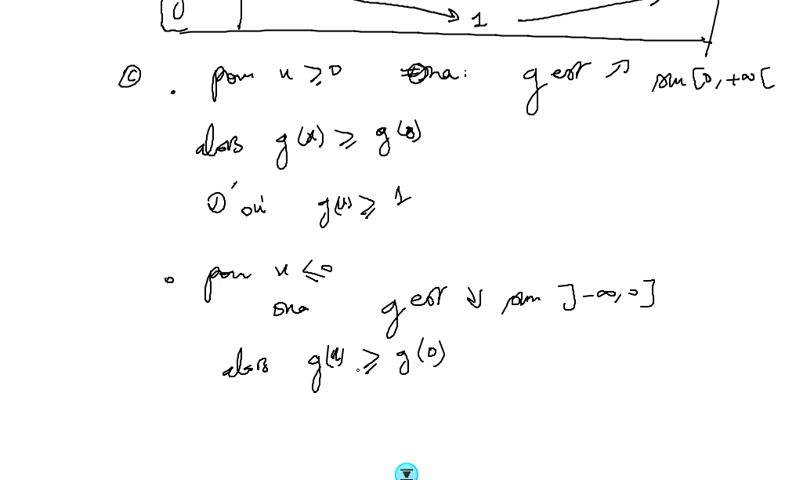 g
1
© . pour x ≥ 0 ona: g est ↗ sur [0, +∞[
alors g(x) ≥ g(0)
D'où g(x) ≥ 1
• pour x ≤ 0
ona g est ↘ sur ]-∞, 0]
alors g(x) ≥ g(0)